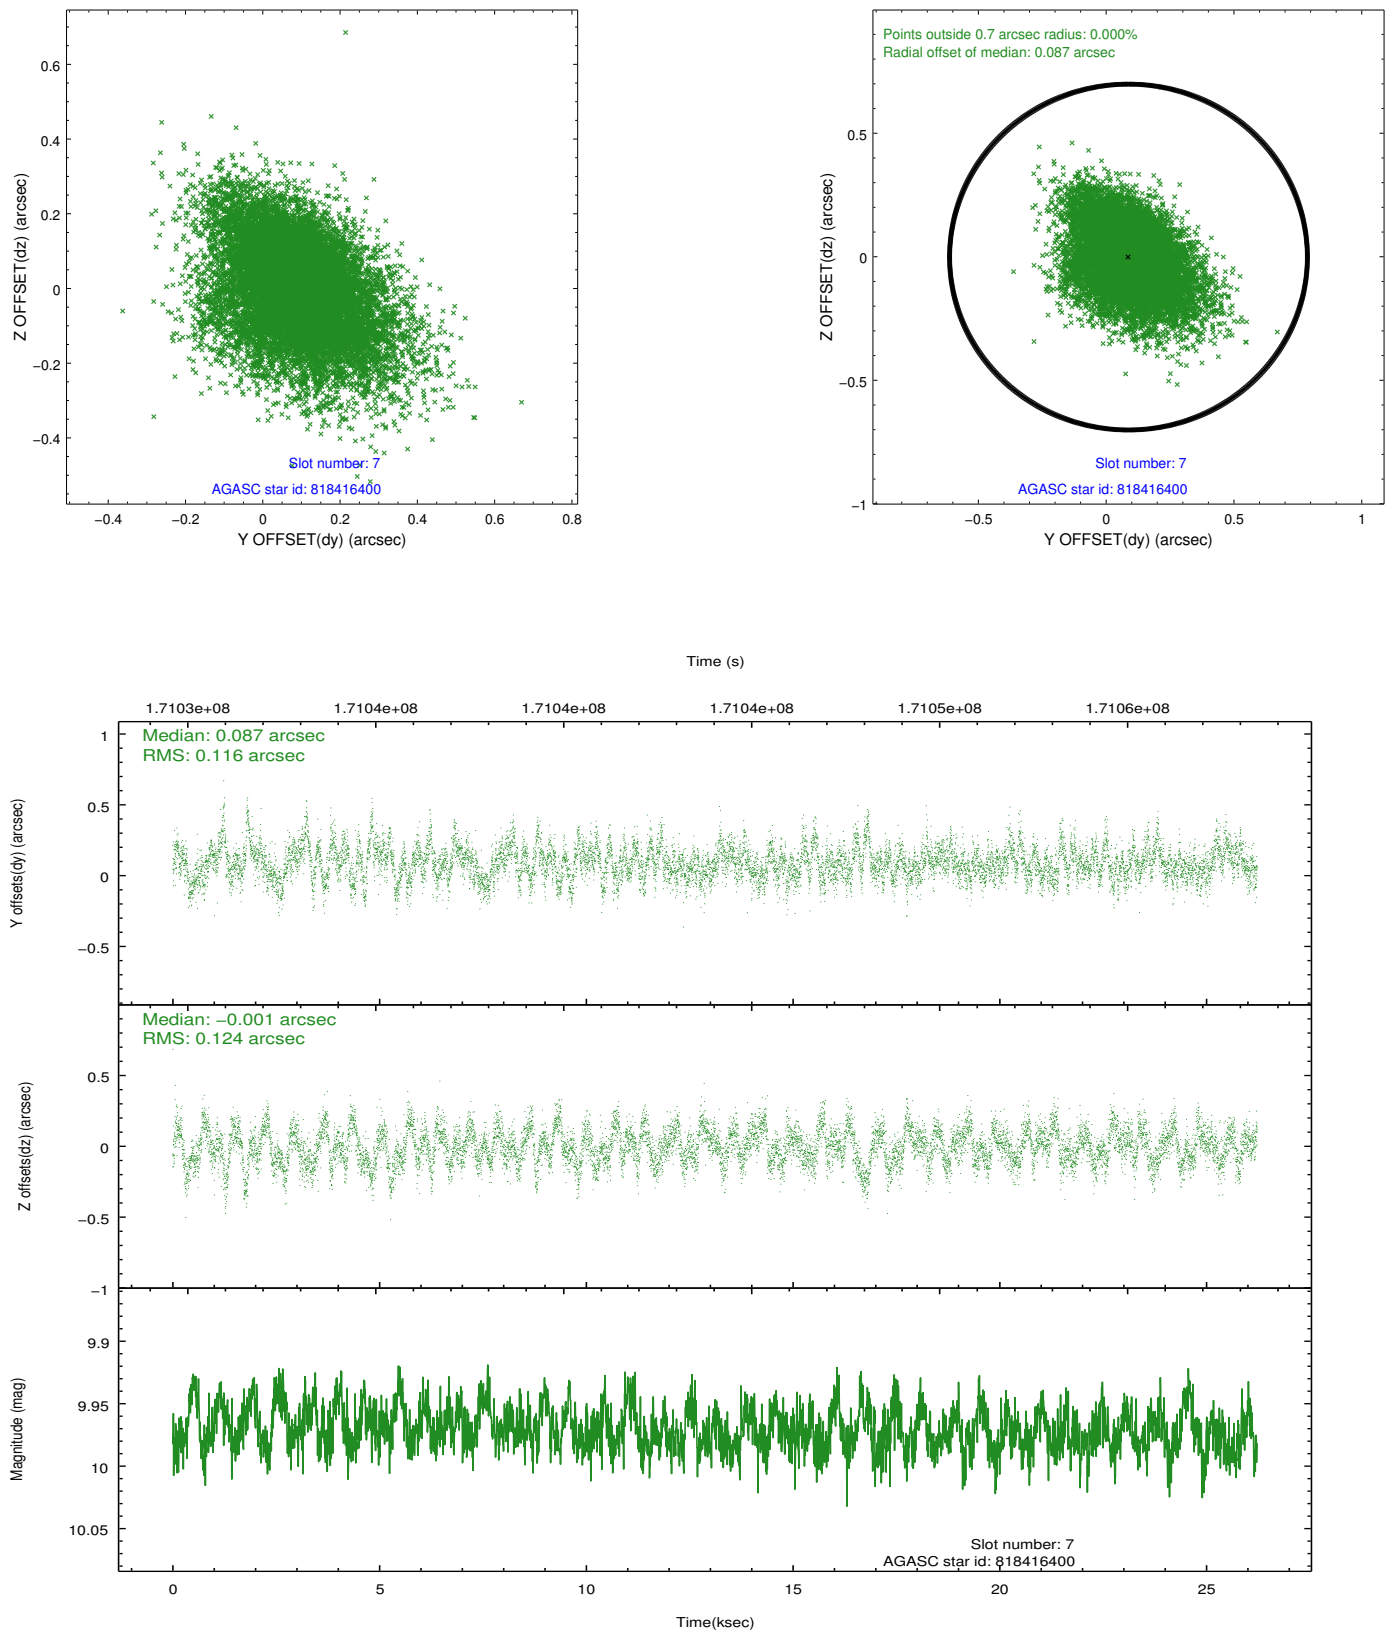 0.6
0.4
0.2
0
−0.2
−0.4
Z OFFSET(dz) (arcsec)
Slot number: 7
AGASC star id: 818416400
−0.4 −0.2 0 0.2 0.4 0.6 0.8
Y OFFSET(dy) (arcsec)
Points outside 0.7 arcsec radius: 0.000%
Radial offset of median: 0.087 arcsec
0.5
0
−0.5
−1
Z OFFSET(dz) (arcsec)
Slot number: 7
AGASC star id: 818416400
−0.5 0 0.5 1
Y OFFSET(dy) (arcsec)
Time (s)
1.7103e+08 1.7104e+08 1.7104e+08 1.7104e+08 1.7105e+08 1.7106e+08
Median: 0.087 arcsec
RMS: 0.116 arcsec
1
0.5
0
−0.5
Y offsets(dy) (arcsec)
Median: −0.001 arcsec
RMS: 0.124 arcsec
0.5
0
−0.5
−1
Z offsets(dz) (arcsec)
9.9
9.95
10
10.05
Magnitude (mag)
Slot number: 7
AGASC star id: 818416400
0 5 10 15 20 25
Time(ksec)